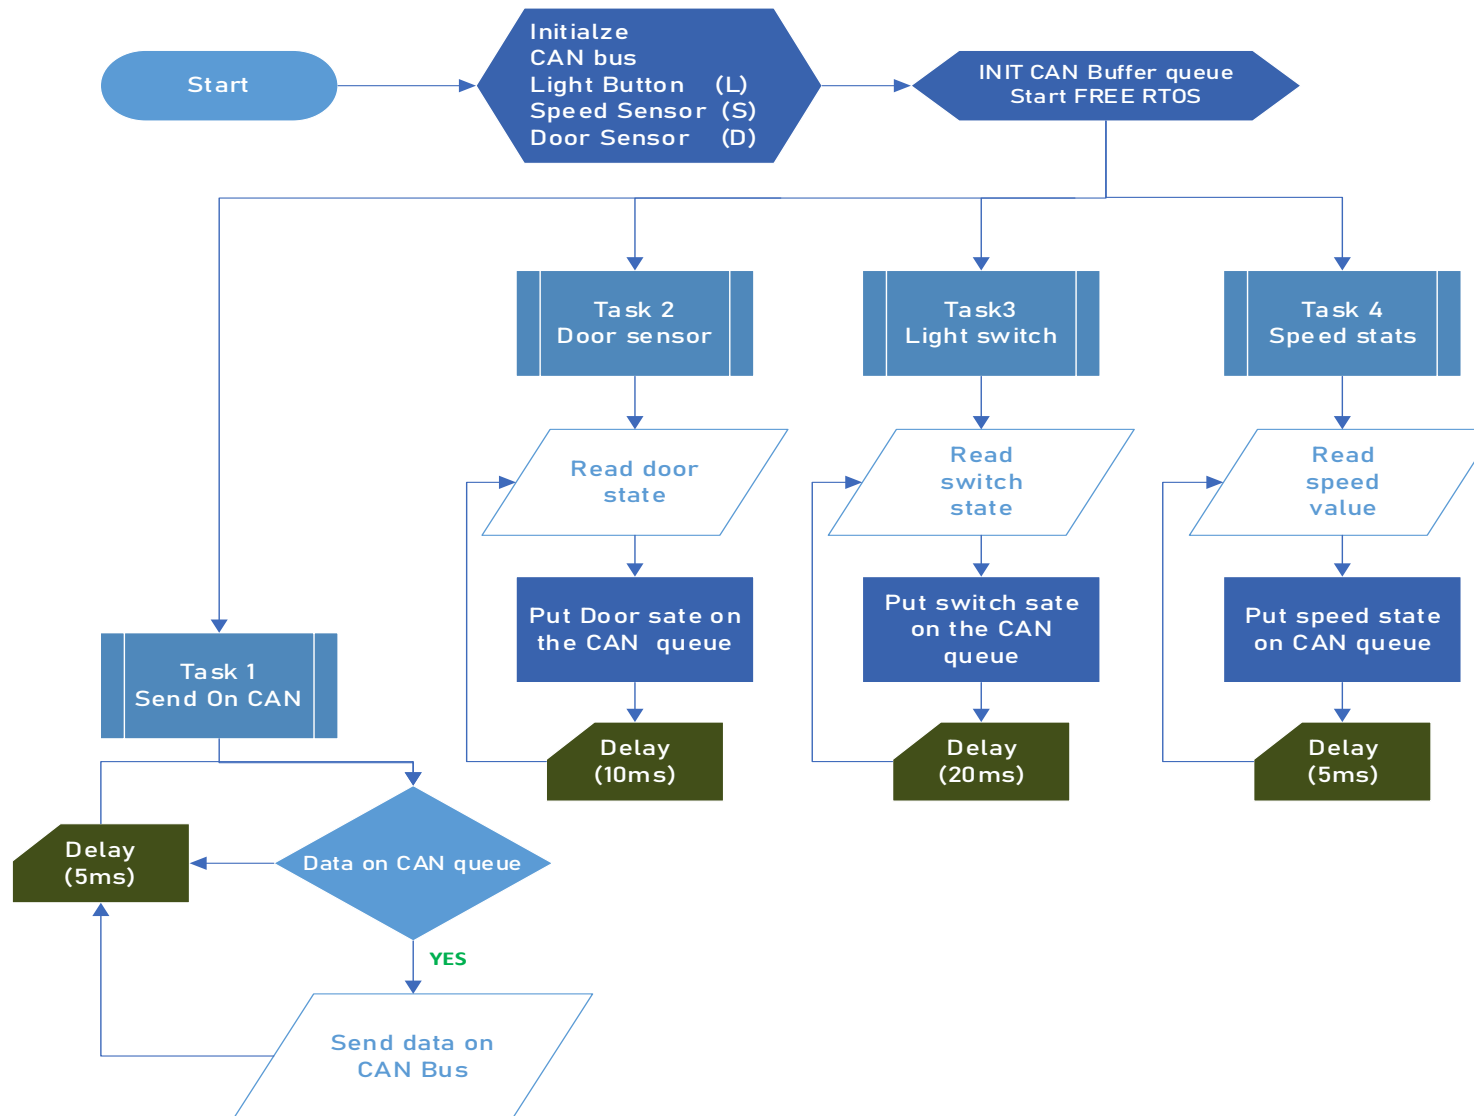 Start
Initialze
CAN bus
Light Button (L)
Speed Sensor (S)
Door Sensor (D)
INIT CAN Buffer queue
Start FREE RTOS
Task 2
Door sensor
Task3
Light switch
Task 4
Speed stats
Read door
state
Read
switch
state
Read
speed
value
Put Door sate on
the CAN queue
Put switch sate
on the CAN
queue
Put speed state
on CAN queue
Task 1
Send On CAN
Delay
(10ms)
Delay
(20ms)
Delay
(5ms)
Delay
(5ms)
Data on CAN queue
YES
Send data on
CAN Bus